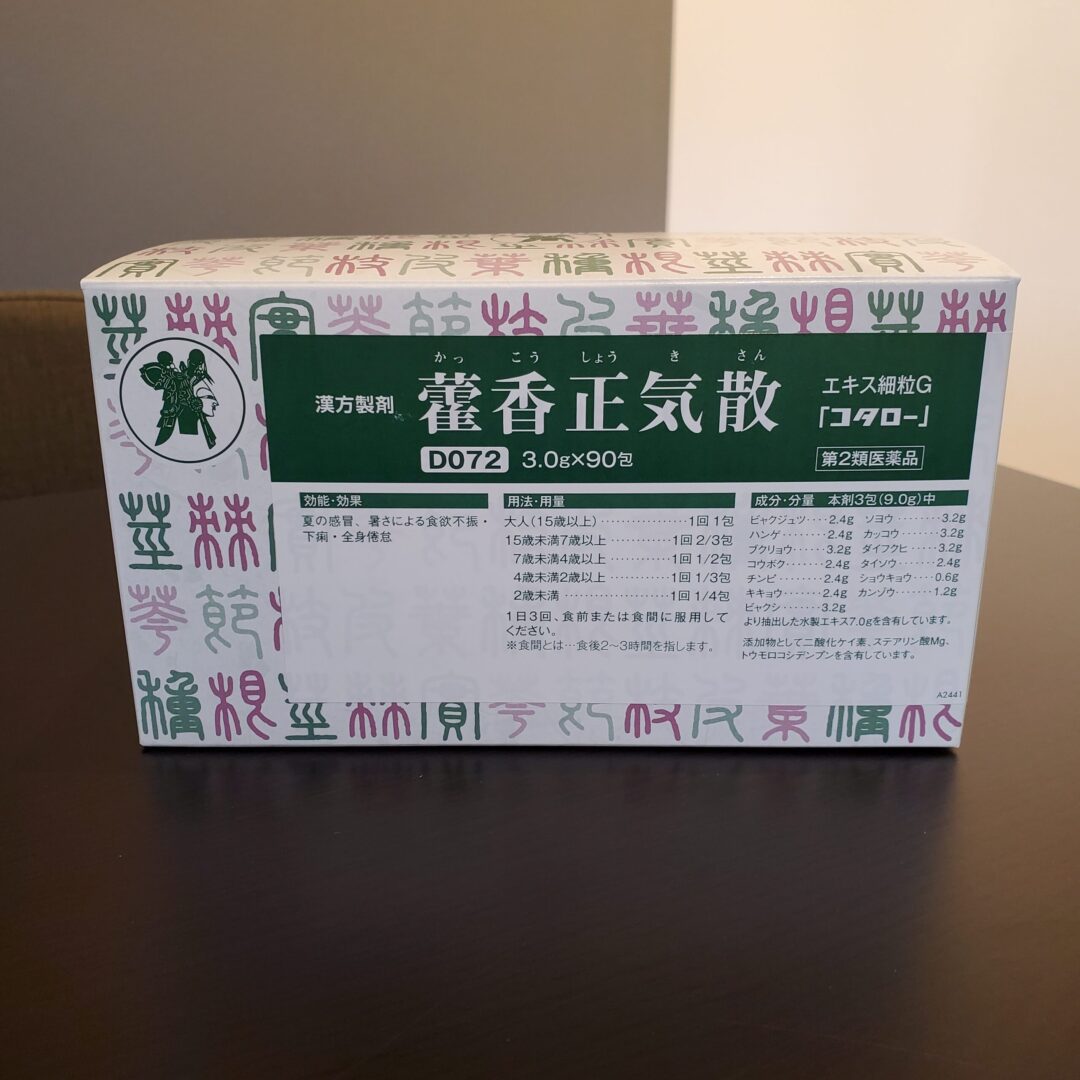 かっ こう しょう き さん
漢方製剤 藿香正気散 エキス細粒G
「コタロー」
D072 3.0g×90包 第2類医薬品
効能・効果
夏の感冒、暑さによる食欲不振・
下痢・全身倦怠
用法・用量
大人(15歳以上)‥‥‥‥‥‥‥1回 1包
15歳未満7歳以上‥‥‥‥‥1回 2/3包
7歳未満4歳以上‥‥‥‥‥1回 1/2包
4歳未満2歳以上‥‥‥‥‥1回 1/3包
2歳未満‥‥‥‥‥‥‥‥‥1回 1/4包
1日3回、食前または食間に服用して
ください。
※食間とは…食後2〜3時間を指します。
成分・分量 本剤3包(9.0g)中
ビャクジュツ‥‥2.4g ソヨウ‥‥‥‥3.2g
ハンゲ‥‥‥‥2.4g カッコウ‥‥‥3.2g
ブクリョウ‥‥‥3.2g ダイフクヒ‥‥3.2g
コウボク‥‥‥2.4g タイソウ‥‥‥2.4g
チンピ‥‥‥‥2.4g ショウキョウ‥‥0.6g
キキョウ‥‥‥2.4g カンゾウ‥‥‥1.2g
ビャクシ‥‥‥3.2g
より抽出した水製エキス7.0gを含有しています。
添加物として二酸化ケイ素、ステアリン酸Mg、
トウモロコシデンプンを含有しています。
A2441